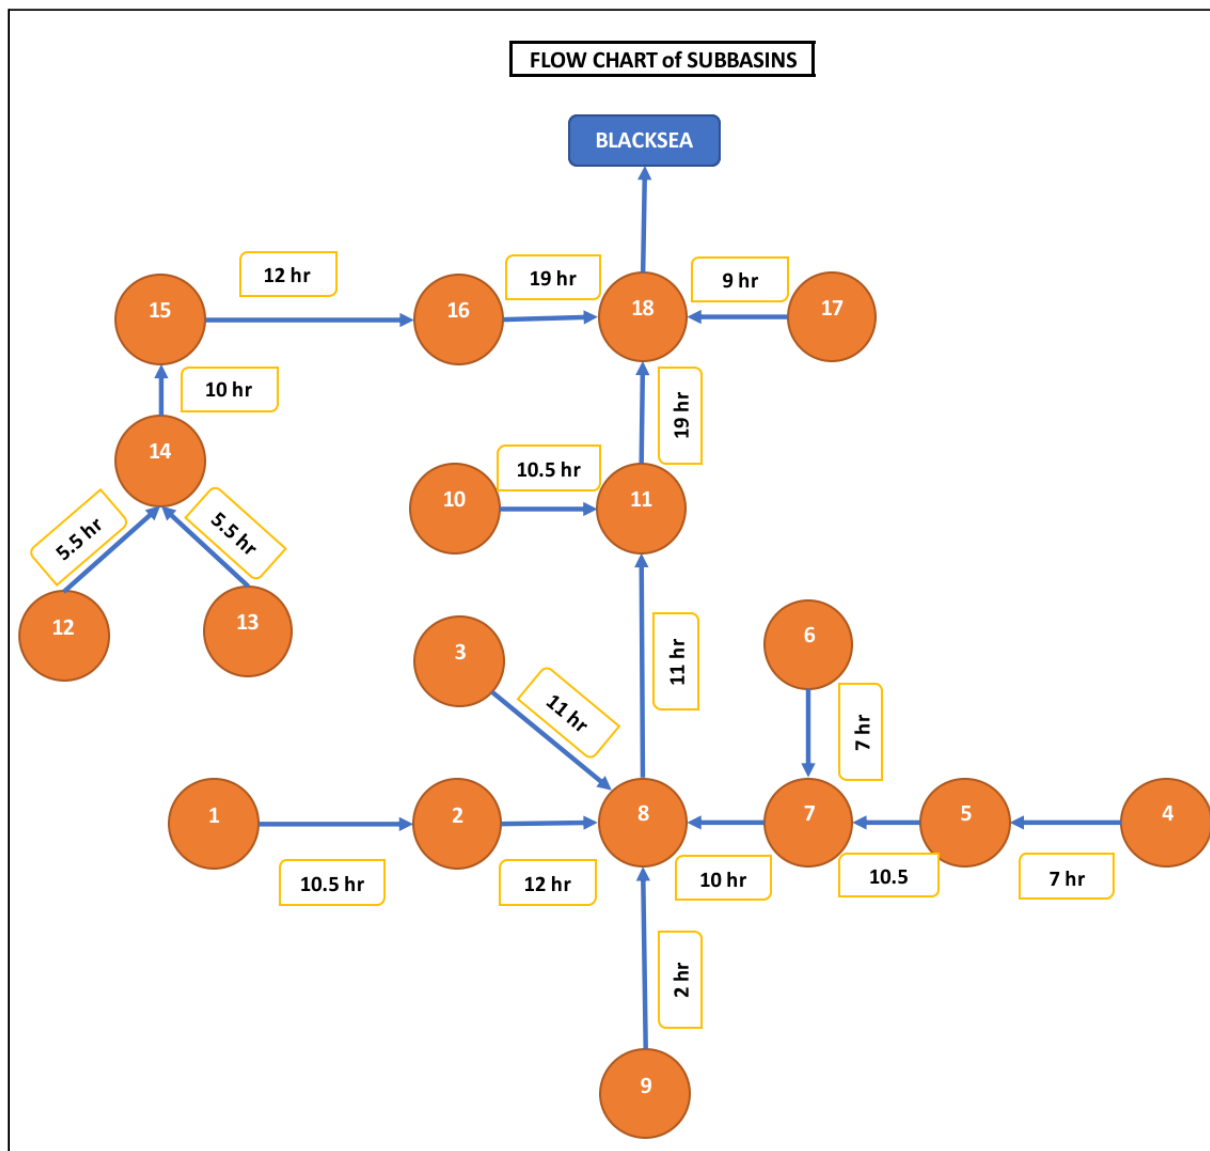 FLOW CHART of SUBBASINS
BLACKSEA
12 hr
19 hr
9 hr
15
16
18
17
10 hr
19 hr
14
10.5 hr
10
11
5.5 hr
5.5 hr
12
13
3
6
11 hr
11 hr
7 hr
1
2
8
7
5
4
10.5 hr
12 hr
10 hr
10.5
7 hr
2 hr
9